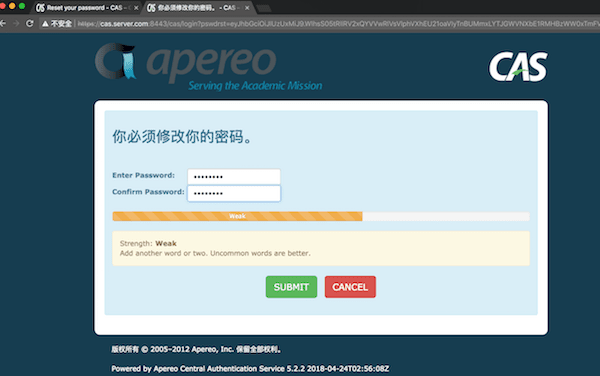 Reset your password - CAS – C
你必须修改你的密码。 - CAS –
不安全 https://cas.server.com:8443/cas/login?pswdrst=
apereo
Serving the Academic Mission
CAS
你必须修改你的密码。
Enter Password: ••••••••
Confirm Password: ••••••••
Weak
Strength: Weak
Add another word or two. Uncommon words are better.
SUBMIT CANCEL
版权所有 © 2005–2012 Apereo, Inc. 保留全部权利。
Powered by Apereo Central Authentication Service 5.2.2 2018-04-24T02:56:08Z